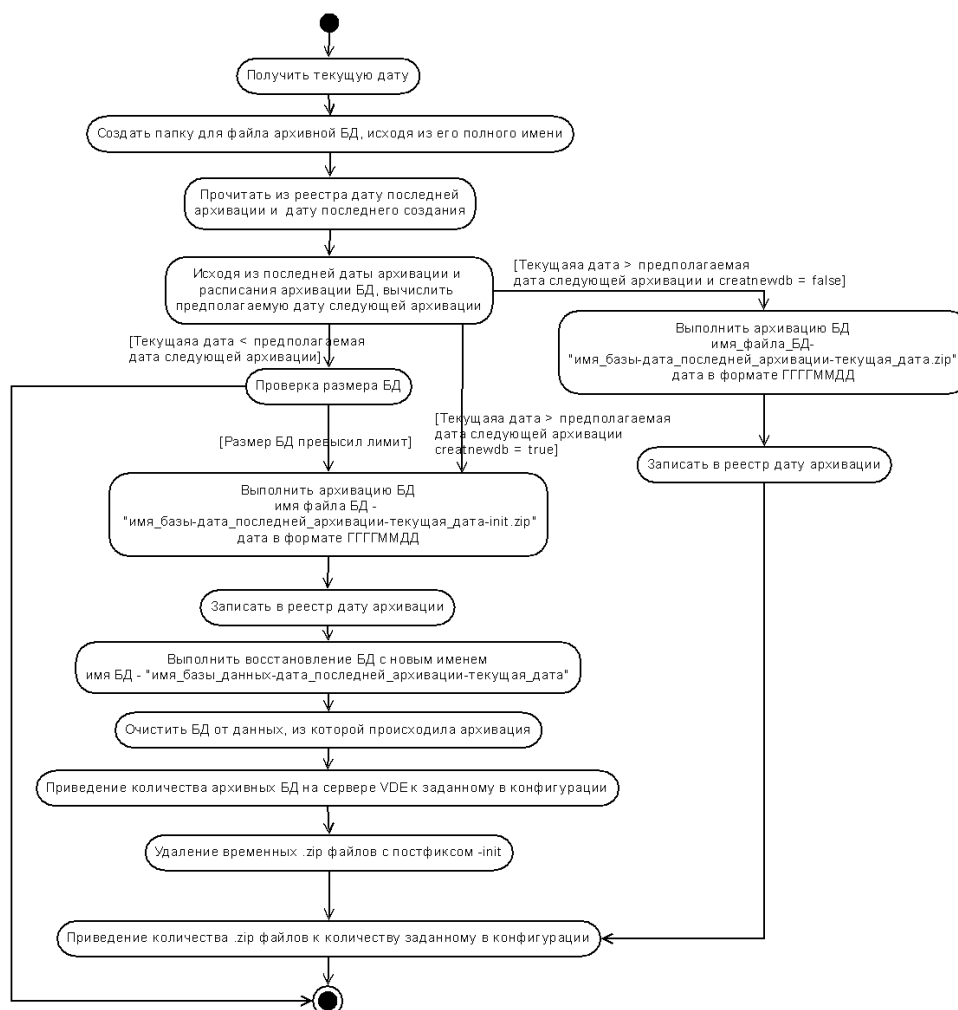 Получить текущую дату
Создать папку для файла архивной БД, исходя из его полного имени
Прочитать из реестра дату последней
архивации и дату последнего создания
Исходя из последней даты архивации и
расписания архивации БД, вычислить
предполагаемую дату следующей архивации
[Текущаяа дата > предполагаемая
дата следующей архивации и creatnewdb = false]
Выполнить архивацию БД
имя_файла_БД-
"имя_базы-дата_последней_архивации-текущая_дата.zip"
дата в формате ГГГГММДД
[Текущаяа дата < предполагаемая
дата следующей архивации]
Проверка размера БД
[Размер БД превысил лимит]
[Текущаяа дата > предполагаемая
дата следующей архивации
creatnewdb = true]
Записать в реестр дату архивации
Выполнить архивацию БД
имя файла БД -
"имя_базы-дата_последней_архивации-текущая_дата-init.zip"
дата в формате ГГГГММДД
Записать в реестр дату архивации
Выполнить восстановление БД с новым именем
имя БД - "имя_базы_данных-дата_последней_архивации-текущая_дата"
Очистить БД от данных, из которой происходила архивация
Приведение количества архивных БД на сервере VDE к заданному в конфигурации
Удаление временных .zip файлов с постфиксом -init
Приведение количества .zip файлов к количеству заданному в конфигурации